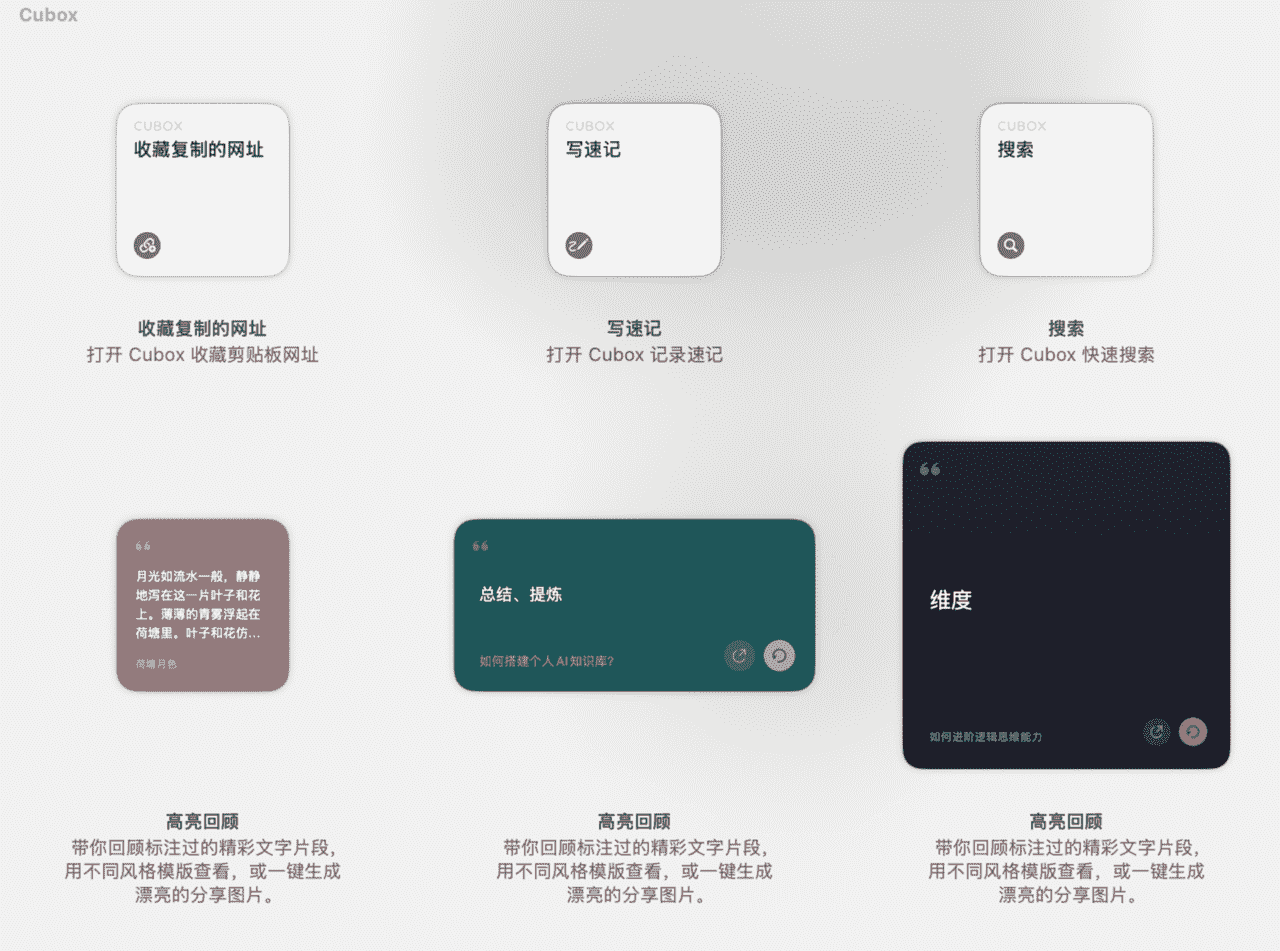 Cubox
CUBOX
收藏复制的网址
收藏复制的网址
打开 Cubox 收藏剪贴板网址
CUBOX
写速记
写速记
打开 Cubox 记录速记
CUBOX
搜索
搜索
打开 Cubox 快速搜索
月光如流水一般，静静
地泻在这一片叶子和花
上。薄薄的青雾浮起在
荷塘里。叶子和花仿...
荷塘月色
高亮回顾
带你回顾标注过的精彩文字片段，
用不同风格模版查看，或一键生成
漂亮的分享图片。
总结、提炼
如何搭建个人AI知识库？
高亮回顾
带你回顾标注过的精彩文字片段，
用不同风格模版查看，或一键生成
漂亮的分享图片。
维度
如何进阶逻辑思维能力
高亮回顾
带你回顾标注过的精彩文字片段，
用不同风格模版查看，或一键生成
漂亮的分享图片。